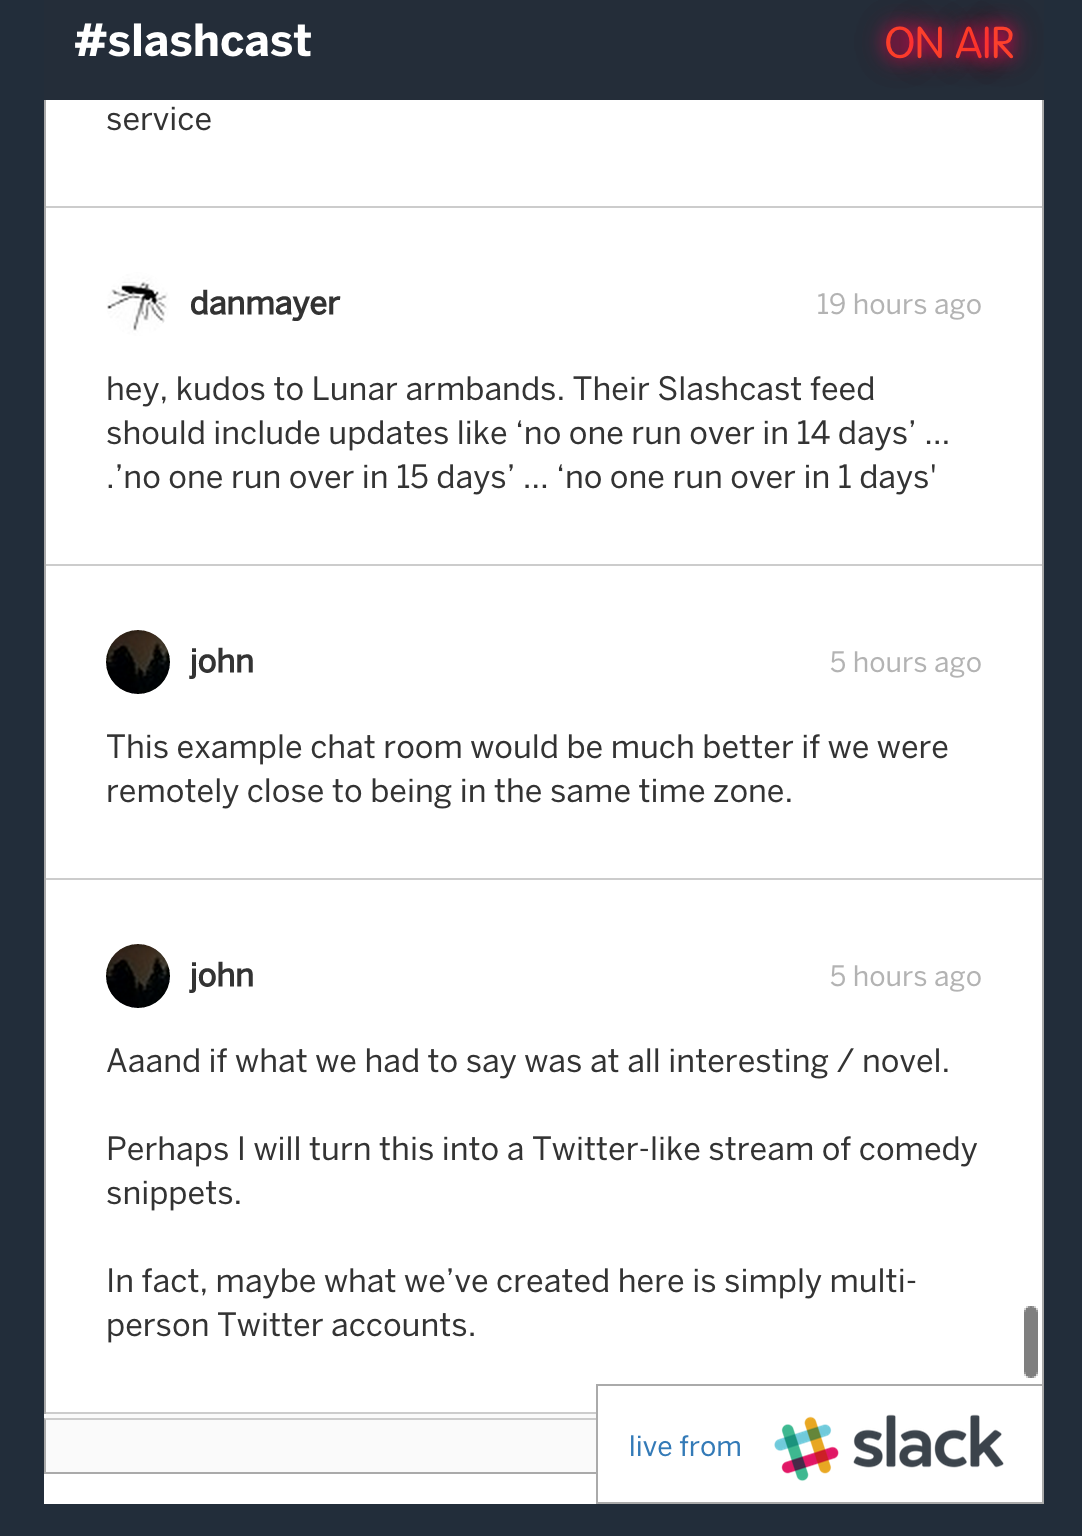 #slashcast
ON AIR
service
danmayer
19 hours ago
hey, kudos to Lunar armbands. Their Slashcast feed
should include updates like ‘no one run over in 14 days’ ...
.’no one run over in 15 days’ ... ‘no one run over in 1 days'
john
5 hours ago
This example chat room would be much better if we were
remotely close to being in the same time zone.
john
5 hours ago
Aaand if what we had to say was at all interesting / novel.
Perhaps I will turn this into a Twitter-like stream of comedy
snippets.
In fact, maybe what we’ve created here is simply multi-
person Twitter accounts.
live from
slack